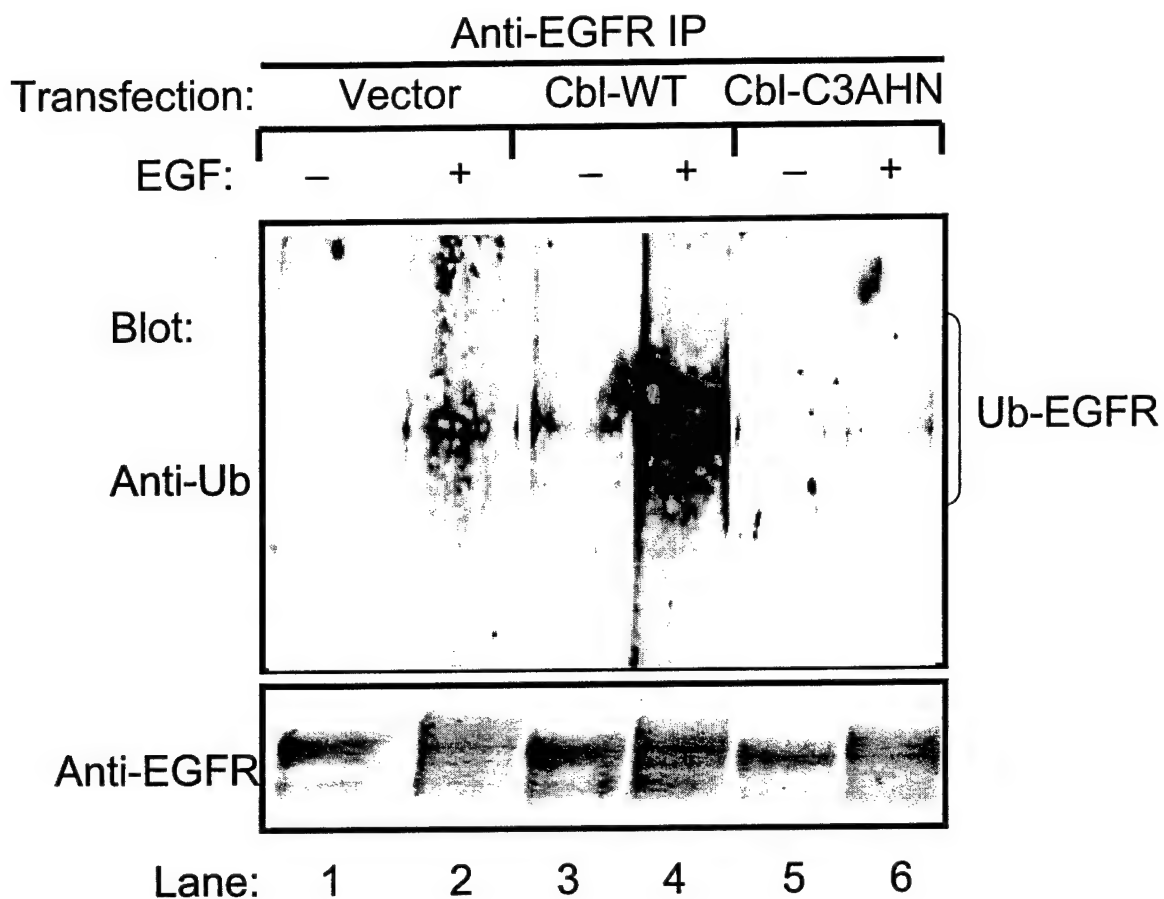 Anti-EGFR IP
Transfection: Vector Cbl-WT Cbl-C3AHN
EGF: – + – + – +
Blot:
Ub-EGFR
Anti-Ub
Anti-EGFR
Lane: 1 2 3 4 5 6